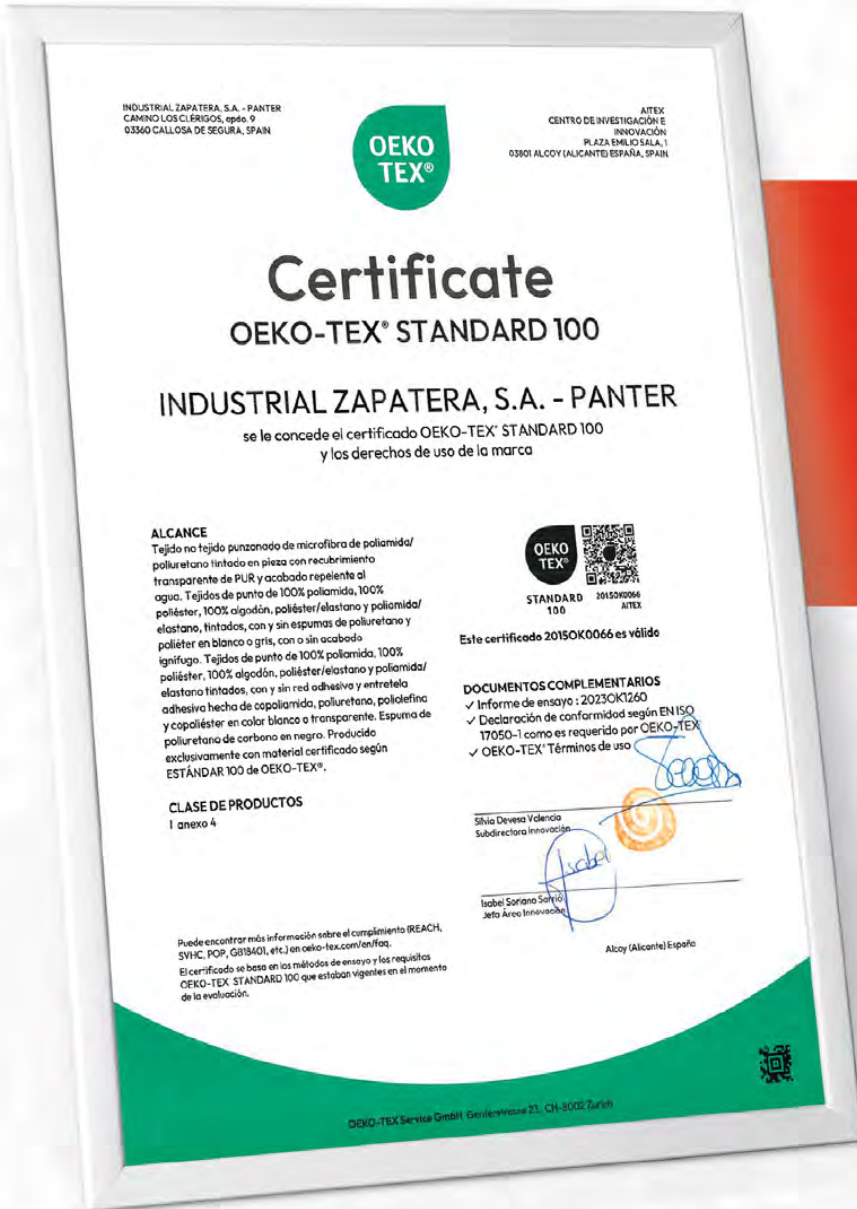 INDUSTRIAL ZAPATERA, S.A. - PANTER
CAMINO LOS CLÉRIGOS, apdo. 9
03360 CALLOSA DE SEGURA, SPAIN
OEKO
TEX®
AITEX
CENTRO DE INVESTIGACIÓN E
INNOVACIÓN
PLAZA EMILIO SALA, 1
03801 ALCOY (ALICANTE) ESPAÑA, SPAIN
Certificate
OEKO-TEX® STANDARD 100
INDUSTRIAL ZAPATERA, S.A. - PANTER
se le concede el certificado OEKO-TEX® STANDARD 100
y los derechos de uso de la marca
ALCANCE
Tejido no tejido punzonado de microfibra de poliamida/
poliuretano tintado en pieza con recubrimiento
transparente de PUR y acabado repelente al
agua. Tejidos de punto de 100% poliamida, 100%
poliéster, 100% algodón, poliéster/elastano y poliamida/
elastano, tintados, con y sin espumas de poliuretano y
poliéter en blanco o gris, con o sin acabado
ignífugo. Tejidos de punto de 100% poliamida, 100%
poliéster, 100% algodón, poliéster/elastano y poliamida/
elastano tintados, con y sin red adhesiva y entretela
adhesiva hecha de copoliamida, poliuretano, poliolefina
y copoliéster en color blanco o transparente. Espuma de
poliuretano de carbono en negro. Producido
exclusivamente con material certificado según
ESTÁNDAR 100 de OEKO-TEX®.
CLASE DE PRODUCTOS
1 anexo 4
OEKO
TEX®
STANDARD
100
2015OK0066
AITEX
Este certificado 2015OK0066 es válido
DOCUMENTOS COMPLEMENTARIOS
✓ Informe de ensayo : 2023OK1260
✓ Declaración de conformidad según EN ISO
17050-1 como es requerido por OEKO-TEX
✓ OEKO-TEX® Términos de uso
Silvia Devesa Valencia
Subdirectora Innovación
Isabel
Isabel Soriano Sarrió
Jefa Área Innovación
Alcoy (Alicante) España
Puede encontrar más información sobre el cumplimiento (REACH,
SVHC, POP, GB18401, etc.) en oeko-tex.com/en/faq.
El certificado se basa en los métodos de ensayo y los requisitos
OEKO-TEX® STANDARD 100 que estaban vigentes en el momento
de la evaluación.
OEKO-TEX Service GmbH Genferstrasse 23, CH-8002 Zurich